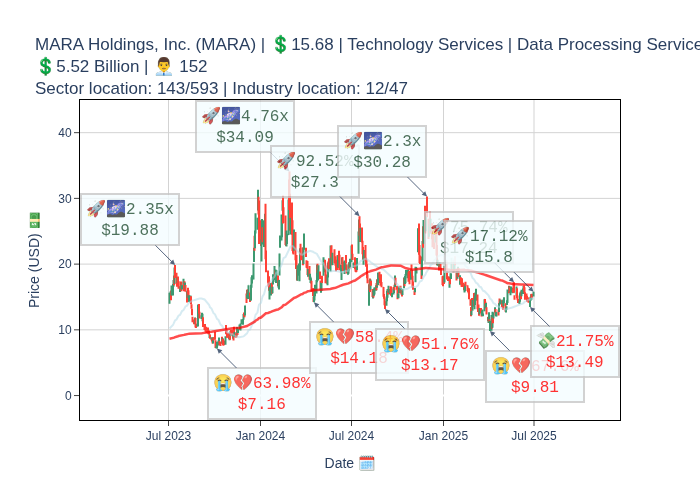 MARA Holdings, Inc. (MARA) | 💲15.68 | Technology Services | Data Processing Service
💲5.52 Billion | 👨‍💼 152
Sector location: 143/593 | Industry location: 12/47
🚀🌌4.76x
$34.09
🚀🌌2.3x
$30.28
🚀92.52%
$27.3
🚀🌌2.35x
$19.88
🚀17.12%
$15.8
😭💔58.
$14.18
😭💔51.76%
$13.17
💸21.75%
$13.49
😭💔
$9.81
😭💔63.98%
$7.16
40
30
20
10
0
Price (USD) 💵
Jul 2023
Jan 2024
Jul 2024
Jan 2025
Jul 2025
Date 🗓️